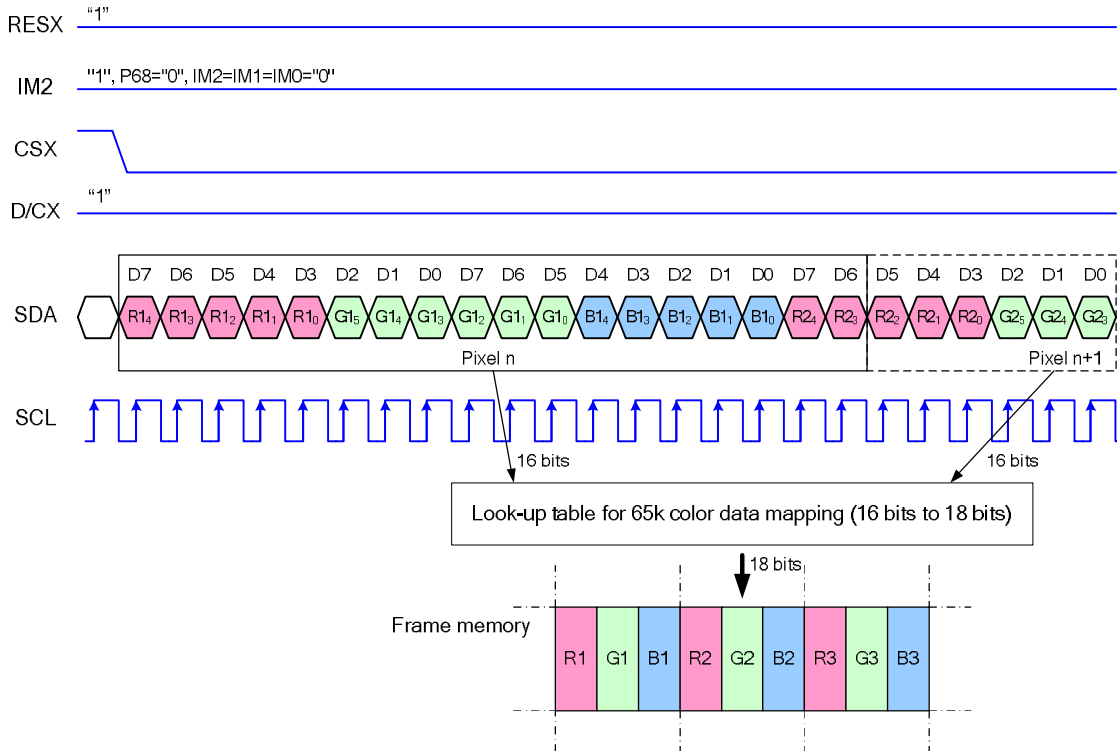 RESX "1"
IM2 "1", P68="0", IM2=IM1=IM0="0"
CSX
D/CX "1"
D7 D6 D5 D4 D3 D2 D1 D0 D7 D6 D5 D4 D3 D2 D1 D0 D7 D6 D5 D4 D3 D2 D1 D0
SDA R1₄ R1₃ R1₂ R1₁ R1₀ G1₅ G1₄ G1₃ G1₂ G1₁ G1₀ B1₄ B1₃ B1₂ B1₁ B1₀ R2₄ R2₃ R2₂ R2₁ R2₀ G2₅ G2₄ G2₃
Pixel n Pixel n+1
SCL
16 bits 16 bits
Look-up table for 65k color data mapping (16 bits to 18 bits)
18 bits
Frame memory
R1 G1 B1 R2 G2 B2 R3 G3 B3